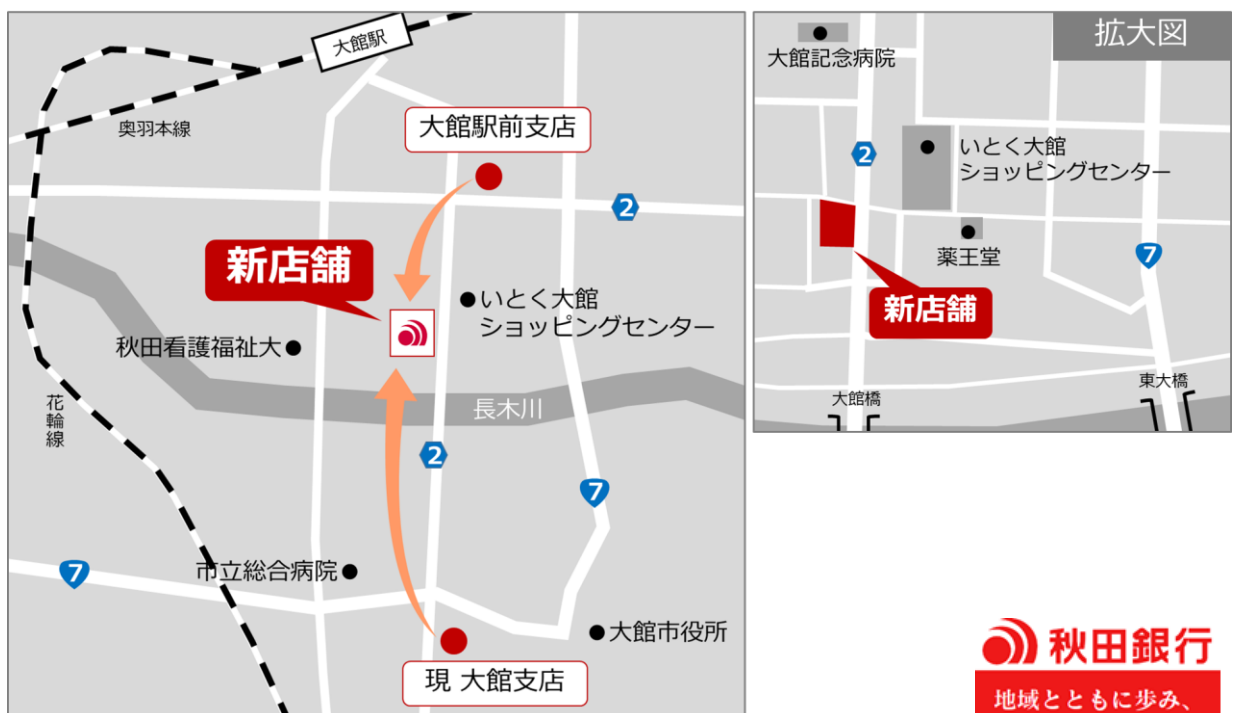 大館駅
奥羽本線
大館駅前支店
2
新店舗
いとく大館
ショッピングセンター
秋田看護福祉大
長木川
花輪線
2
7
7
市立総合病院
大館市役所
現 大館支店
拡大図
大館記念病院
2
いとく大館
ショッピングセンター
薬王堂
7
新店舗
大館橋
東大橋
秋田銀行
地域とともに歩み、